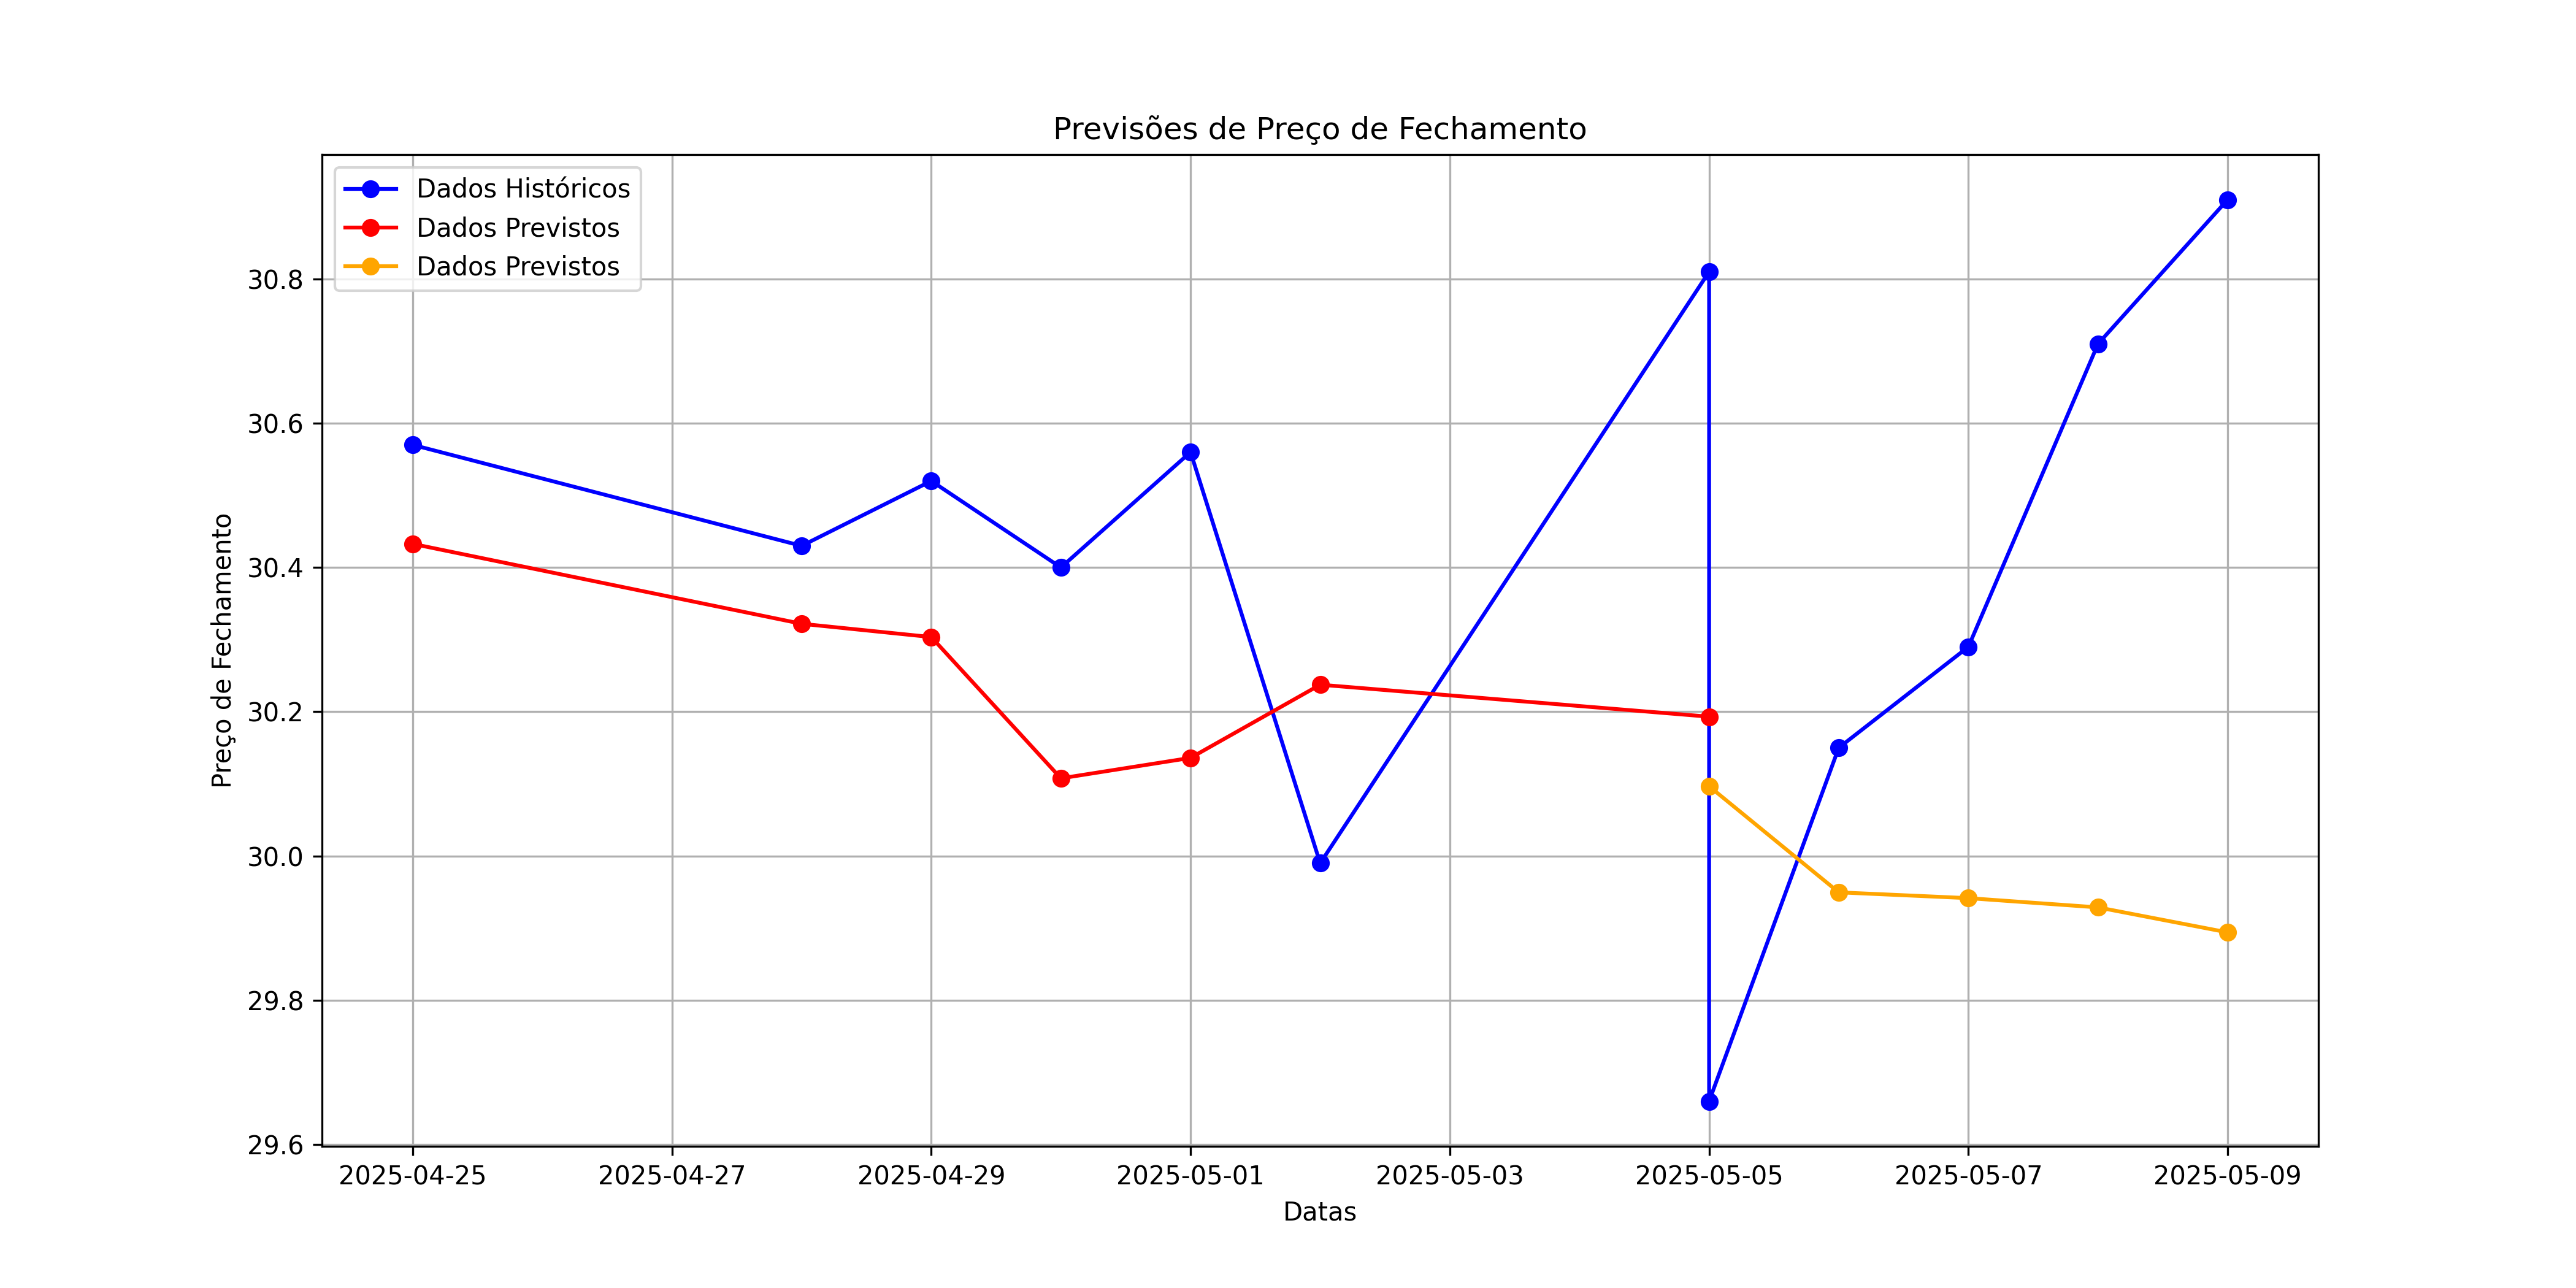 Previsões de Preço de Fechamento
Dados Históricos
Dados Previstos
Dados Previstos
Preço de Fechamento
30.8
30.6
30.4
30.2
30.0
29.8
29.6
2025-04-25 2025-04-27 2025-04-29 2025-05-01 2025-05-03 2025-05-05 2025-05-07 2025-05-09
Datas